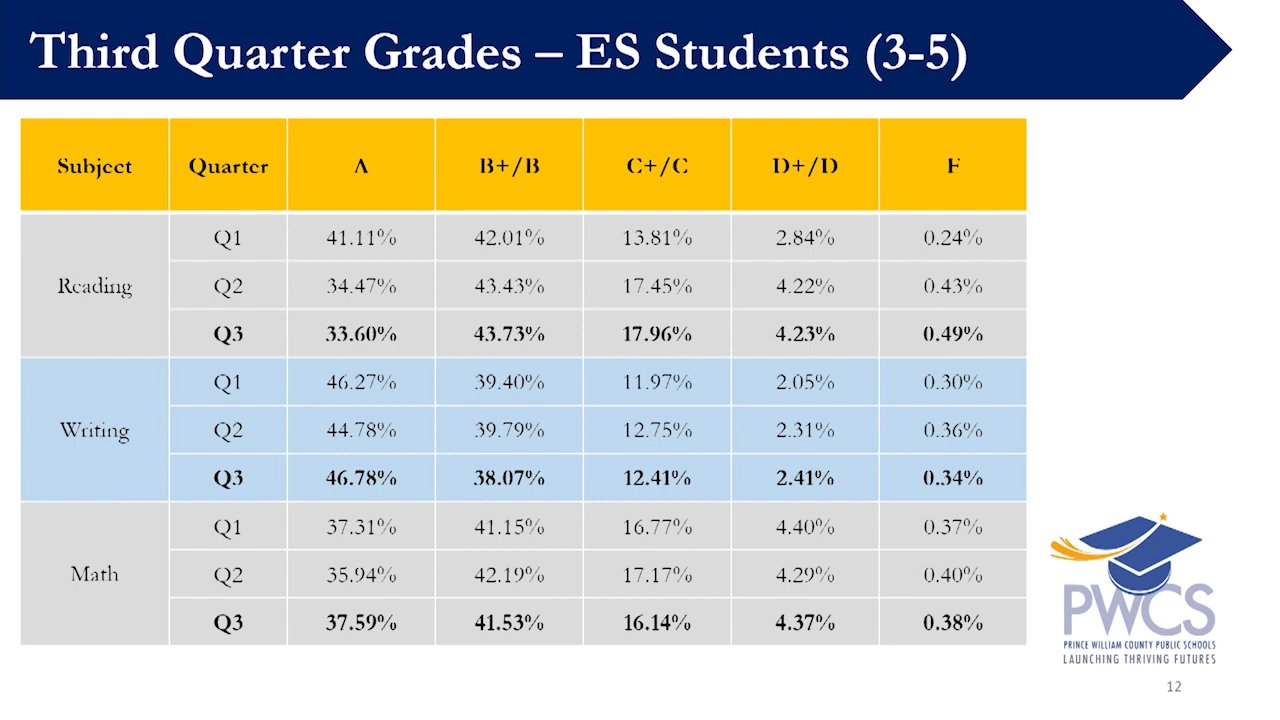 Third Quarter Grades – ES Students (3-5)
Subject Quarter A B+/B C+/C D+/D F
Reading
Q1 41.11% 42.01% 13.81% 2.84% 0.24%
Q2 34.47% 43.43% 17.45% 4.22% 0.43%
Q3 33.60% 43.73% 17.96% 4.23% 0.49%
Writing
Q1 46.27% 39.40% 11.97% 2.05% 0.30%
Q2 44.78% 39.79% 12.75% 2.31% 0.36%
Q3 46.78% 38.07% 12.41% 2.41% 0.34%
Math
Q1 37.31% 41.15% 16.77% 4.40% 0.37%
Q2 35.94% 42.19% 17.17% 4.29% 0.40%
Q3 37.59% 41.53% 16.14% 4.37% 0.38%
PWCS
PRINCE WILLIAM COUNTY PUBLIC SCHOOLS
LAUNCHING THRIVING FUTURES
12